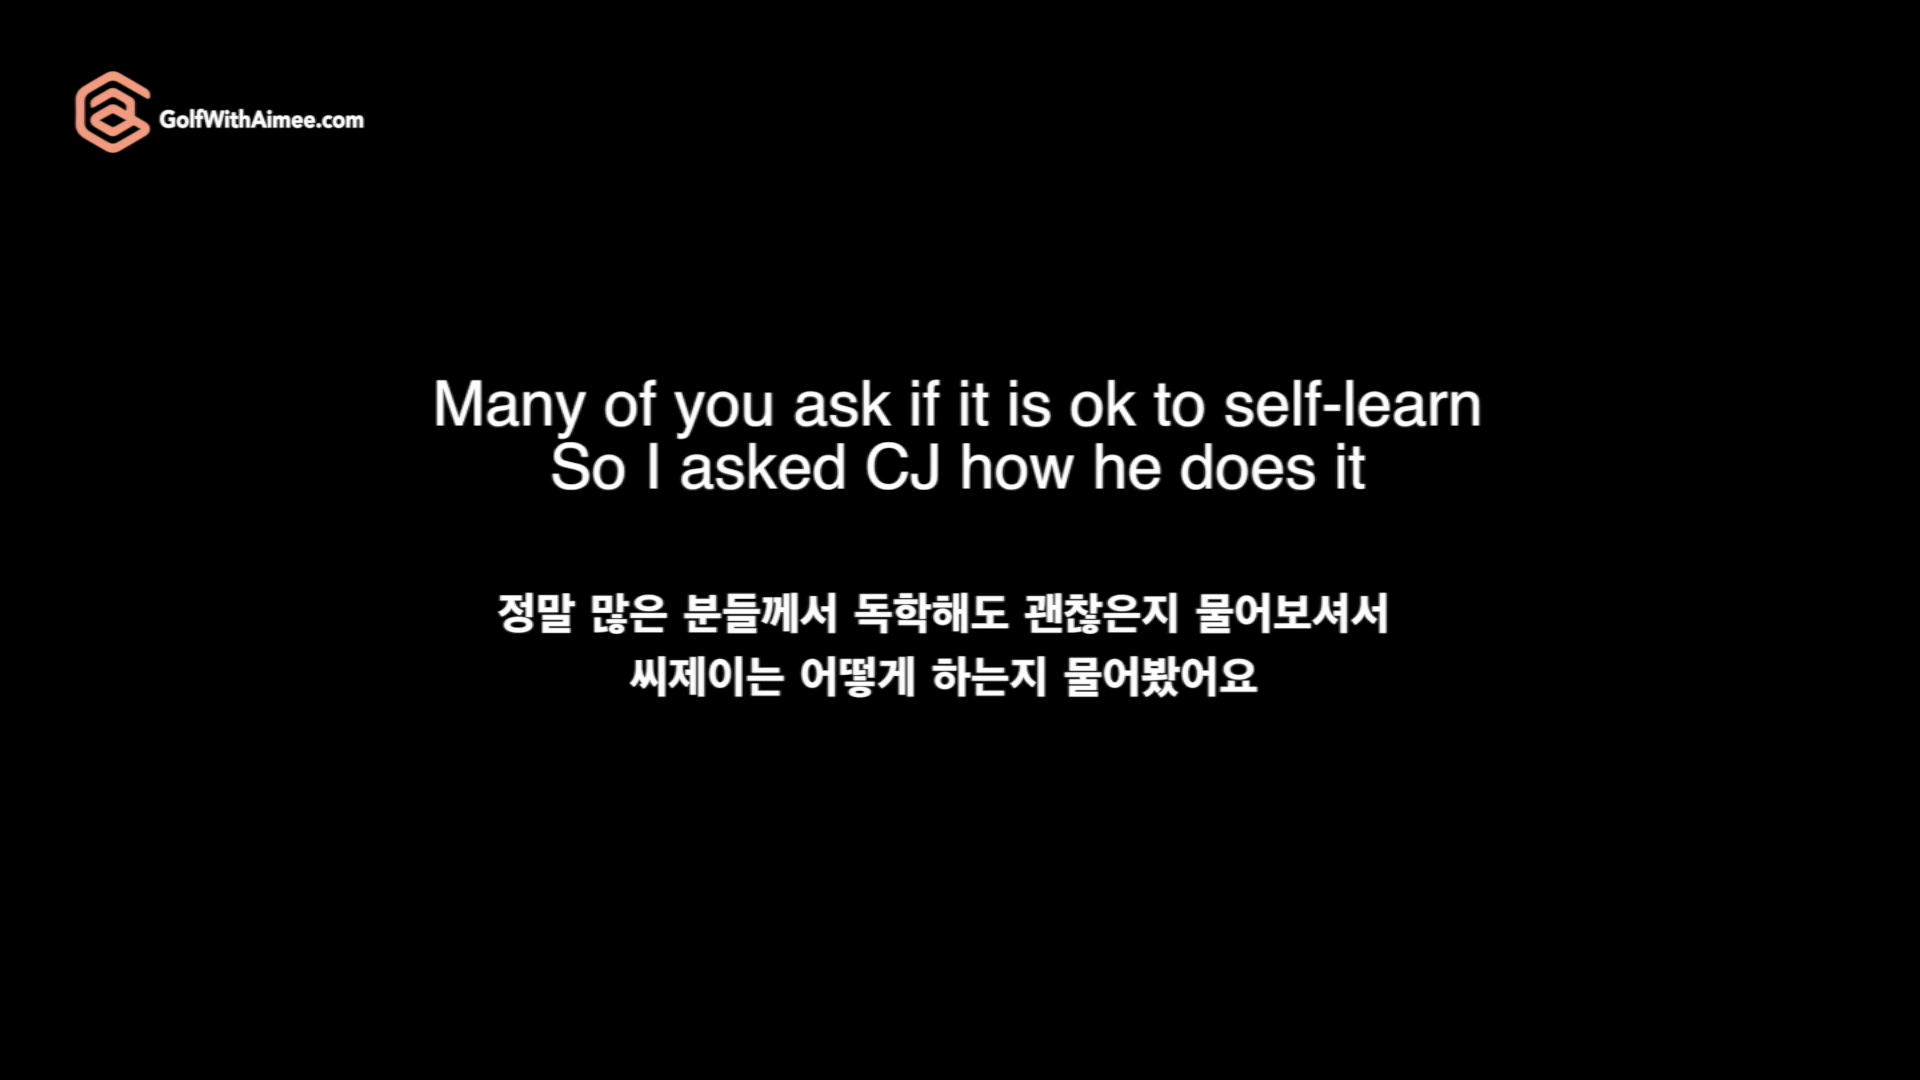 GolfWithAimee.com
Many of you ask if it is ok to self-learn
So I asked CJ how he does it
정말 많은 분들께서 독학해도 괜찮은지 물어보셔서
씨제이는 어떻게 하는지 물어봤어요